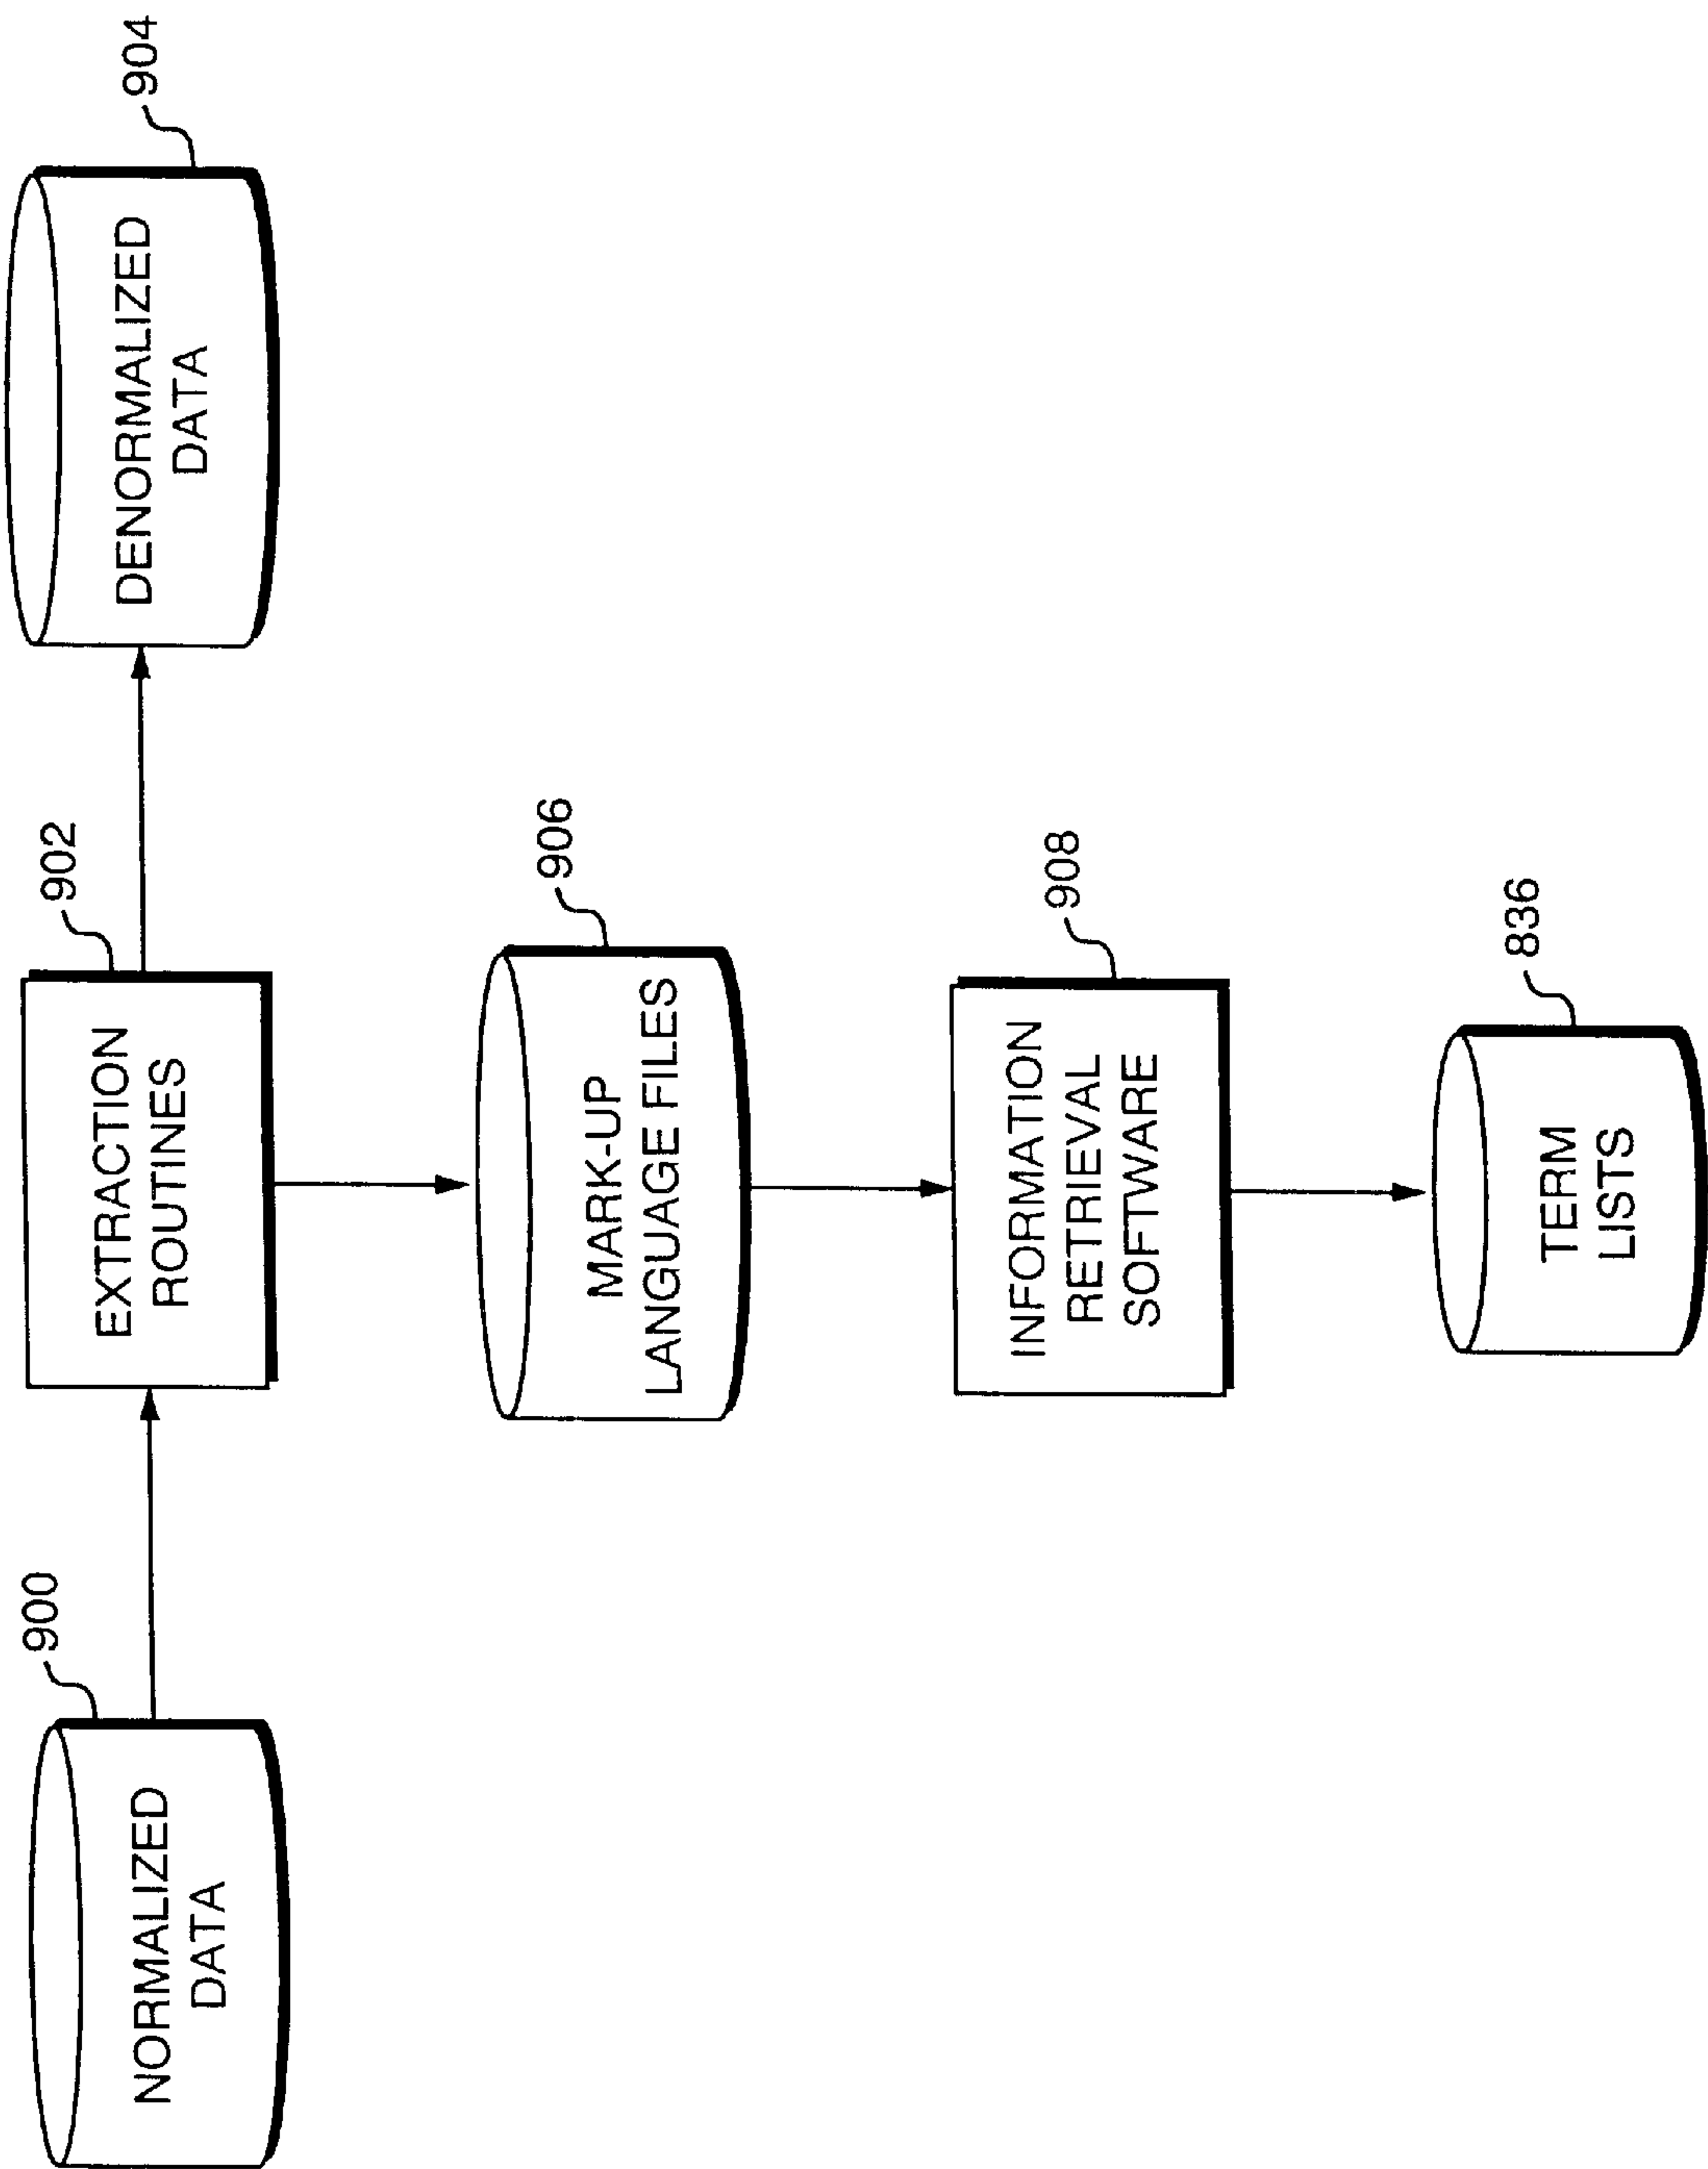 900
NORMALIZED
DATA
902
EXTRACTION
ROUTINES
904
DENORMALIZED
DATA
906
MARK-UP
LANGUAGE FILES
908
INFORMATION
RETRIEVAL
SOFTWARE
836
TERM
LISTS